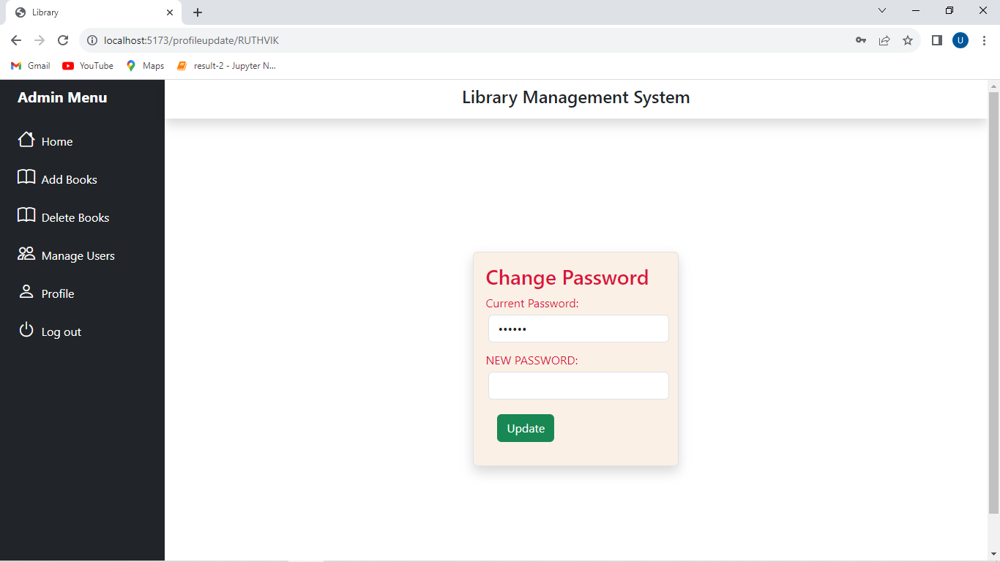 Library
localhost:5173/profileupdate/RUTHVIK
U
Gmail YouTube Maps result-2 - Jupyter N...
Admin Menu
Library Management System
Home
Add Books
Delete Books
Manage Users
Profile
Log out
Change Password
Current Password:
••••••
NEW PASSWORD:
Update